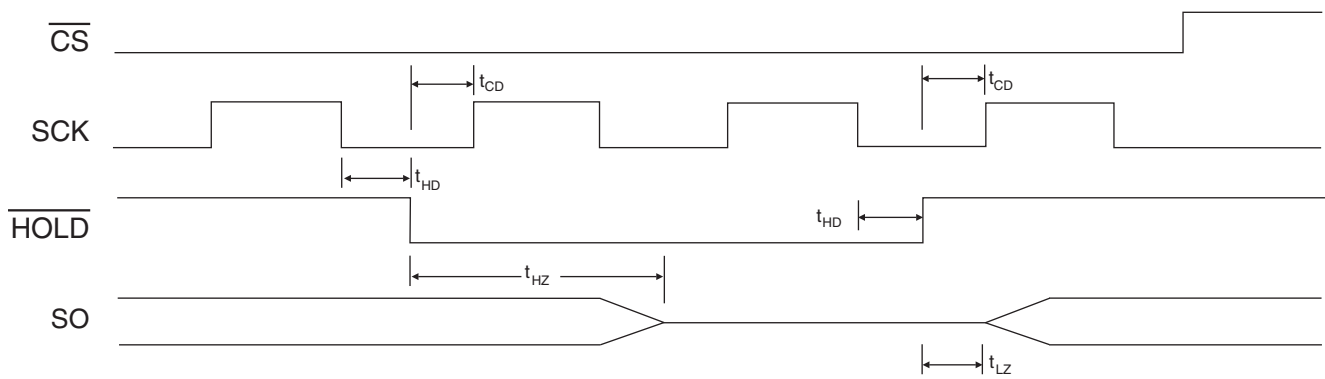 CS
t_CD
t_CD
SCK
t_HD
HOLD
t_HD
t_HZ
SO
t_LZ